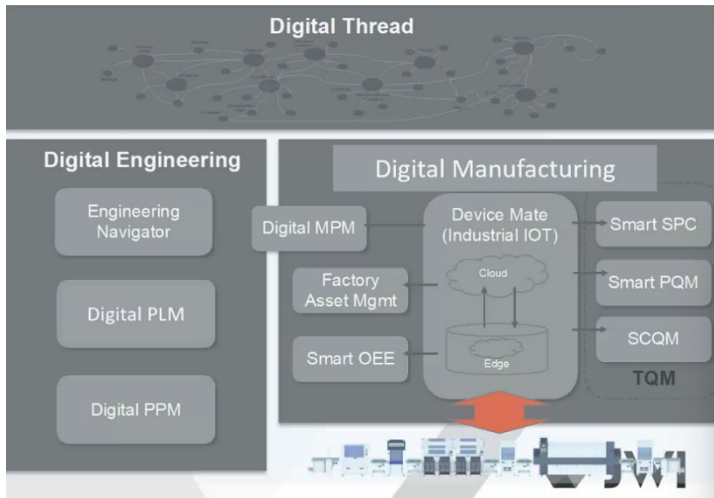 Digital Thread
Digital Engineering
Engineering
Navigator
Digital PLM
Digital PPM
Digital Manufacturing
Digital MPM
Factory
Asset Mgmt
Smart OEE
Device Mate
(Industrial IOT)
Cloud
Edge
Smart SPC
Smart PQM
SCQM
TQM